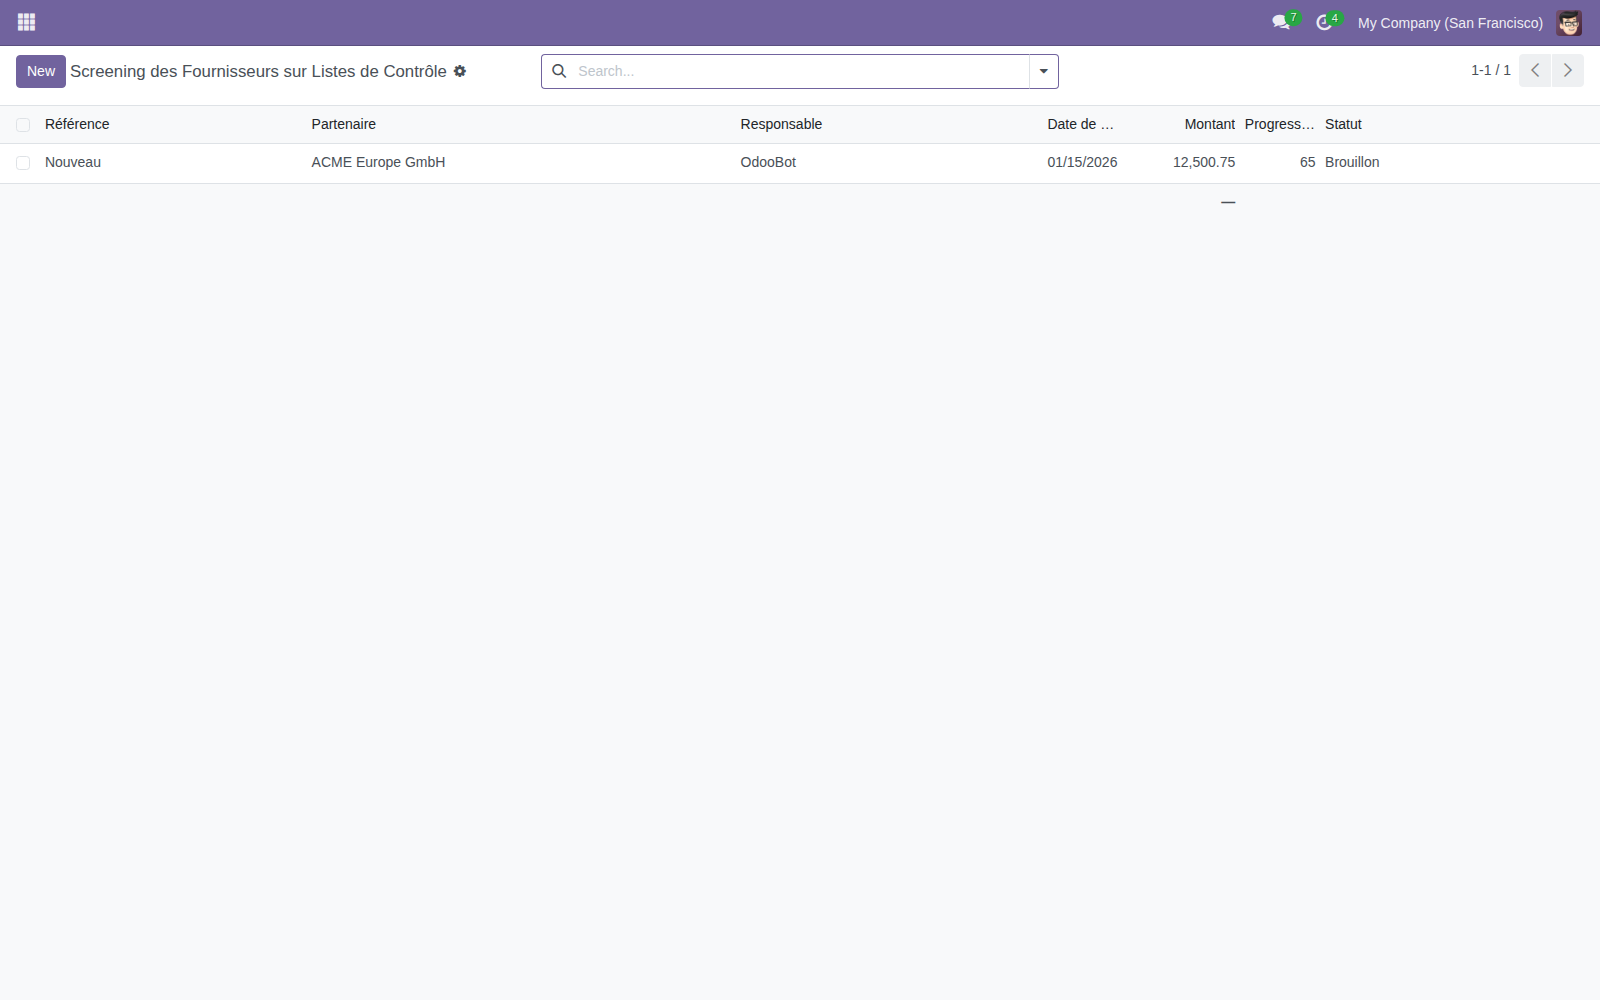 7 4 My Company (San Francisco)
New Screening des Fournisseurs sur Listes de Contrôle Search... 1-1 / 1
Référence Partenaire Responsable Date de ... Montant Progress... Statut
Nouveau ACME Europe GmbH OdooBot 01/15/2026 12,500.75 65 Brouillon
—